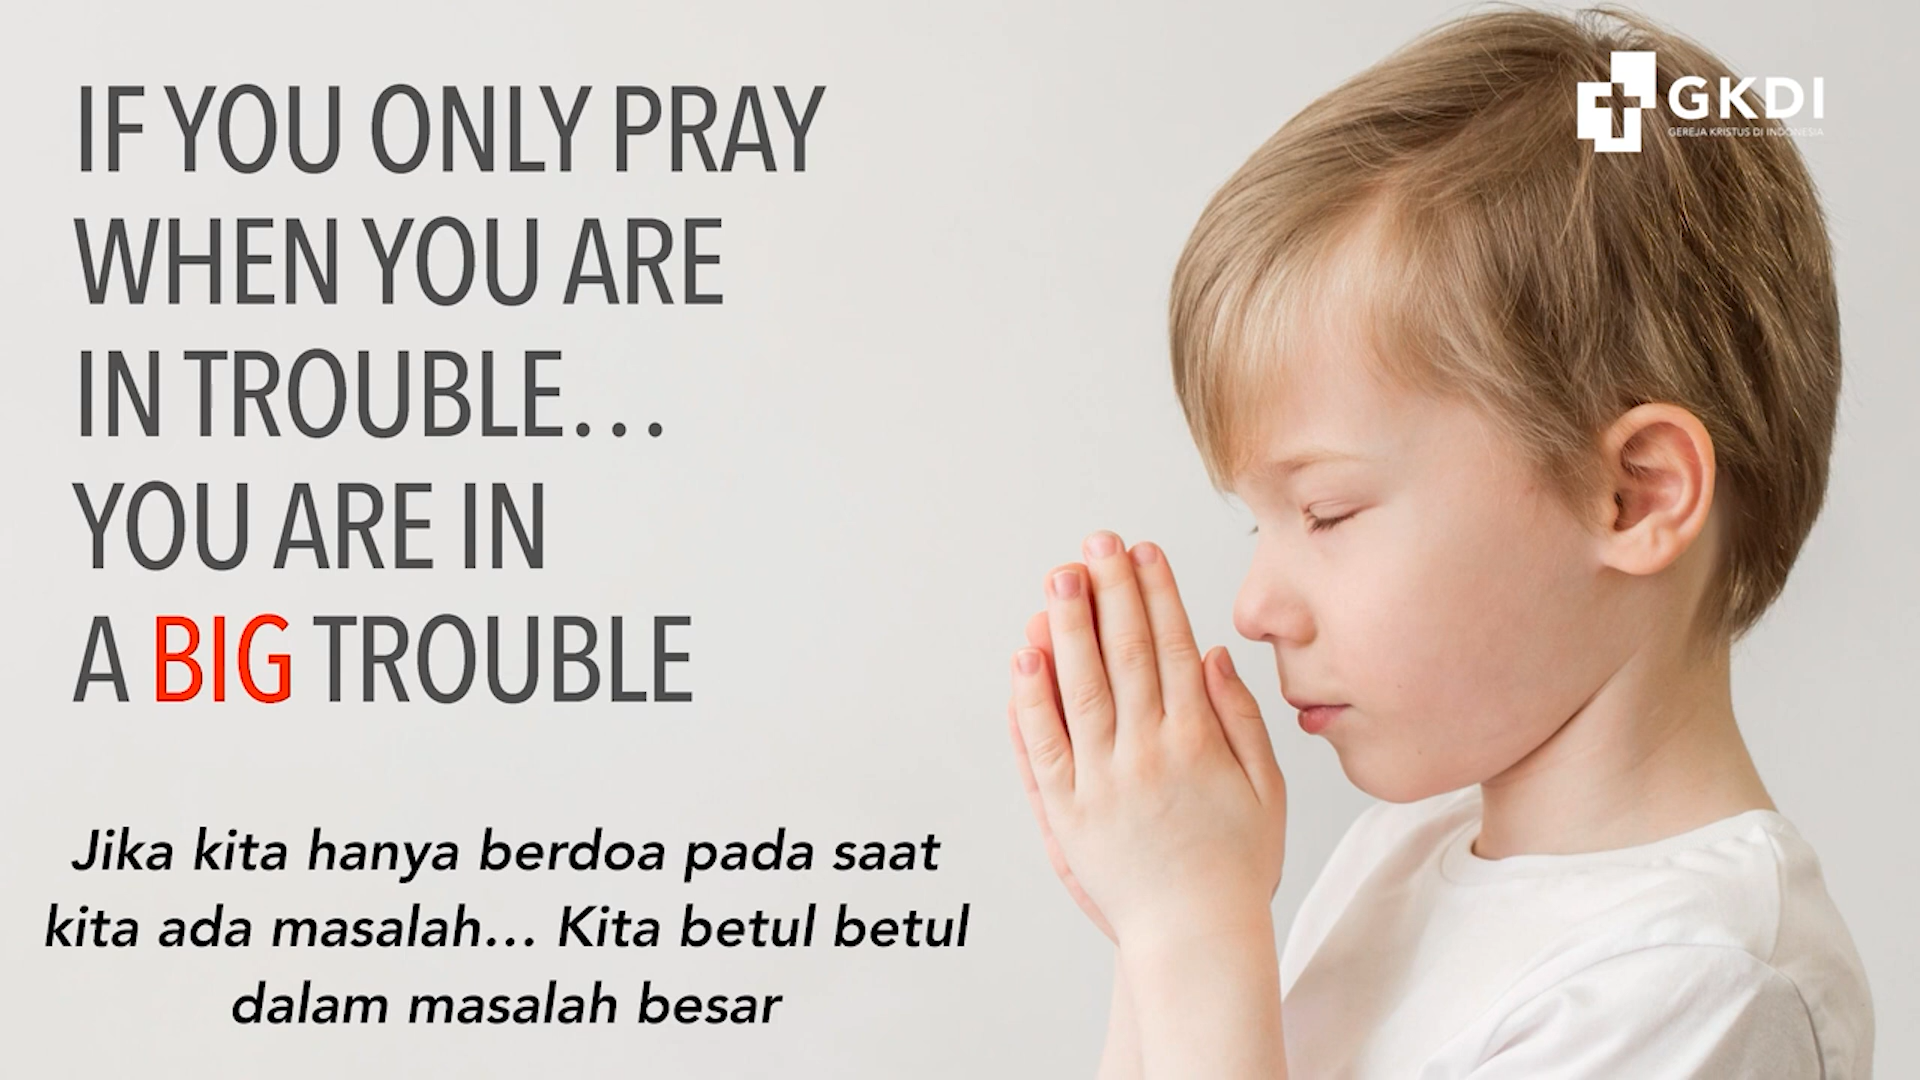 IF YOU ONLY PRAY
WHEN YOU ARE
IN TROUBLE...
YOU ARE IN
A BIG TROUBLE
Jika kita hanya berdoa pada saat
kita ada masalah... Kita betul betul
dalam masalah besar
GKDI
GEREJA KRISTUS DI INDONESIA